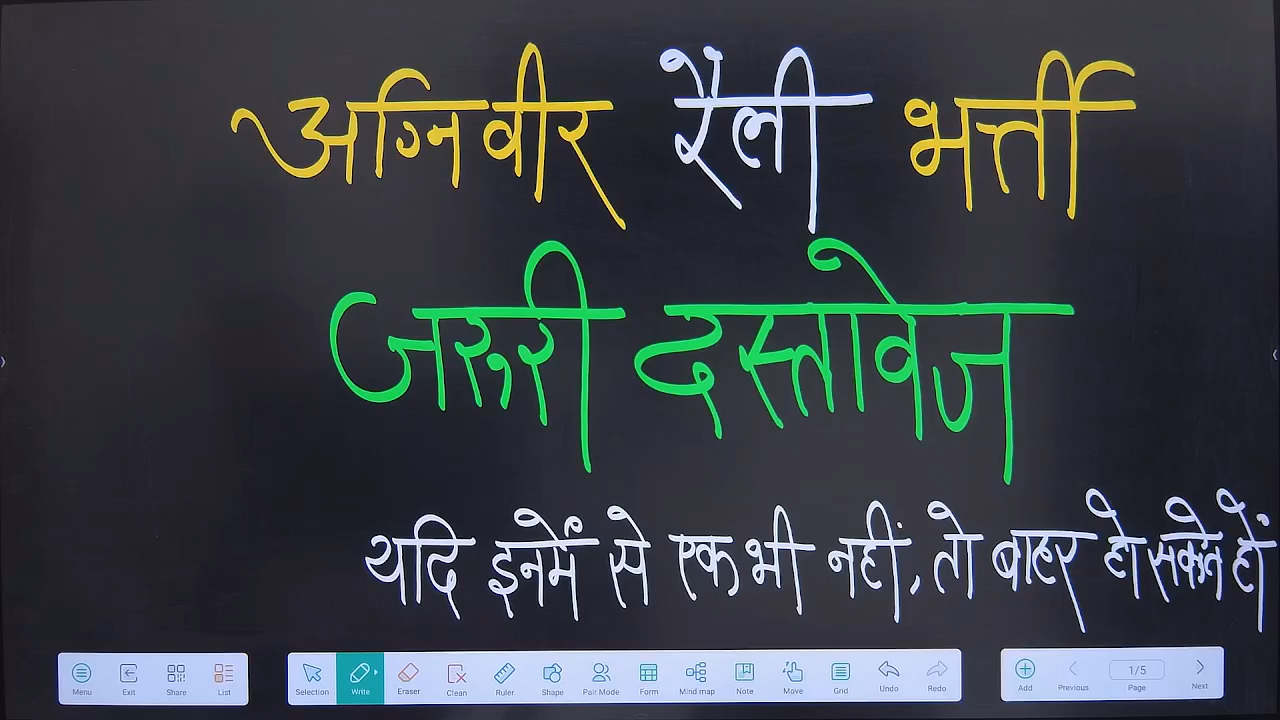 अग्निवीर रैली भर्त्ती
जरुरी दस्तावेज
यदि इनमें से एक भी नहीं, तो बाहर हो सकेते हों
Menu Exit Share List Selection Write Eraser Clean Ruler Shape Pair Mode Form Mind map Note Move Grid Undo Redo Add Previous 1/5 Page Next